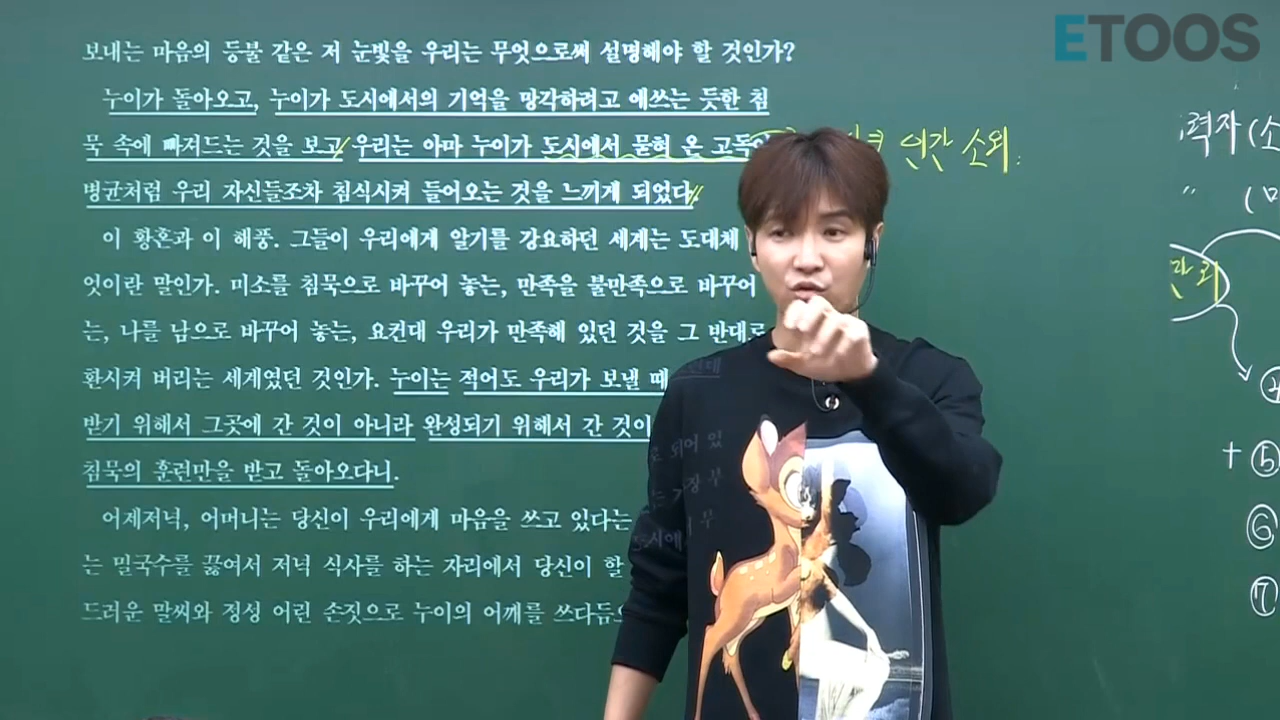 ETOOS
보내는 마음의 등불 같은 저 눈빛을 우리는 무엇으로써 설명해야 할 것인가?
누이가 돌아오고, 누이가 도시에서의 기억을 망각하려고 애쓰는 듯한 침
묵 속에 빠져드는 것을 보고 우리는 아마 누이가 도시에서 묻혀 온 고독이
인간 소외
병균처럼 우리 자신들조차 침식시켜 들어오는 것을 느끼게 되었다.
이 황혼과 이 해풍. 그들이 우리에게 알기를 강요하던 세계는 도대체
엇이란 말인가. 미소를 침묵으로 바꾸어 놓는, 만족을 불만족으로 바꾸어
는, 나를 남으로 바꾸어 놓는, 요컨대 우리가 만족해 있던 것을 그 반대로
환시켜 버리는 세계였던 것인가. 누이는 적어도 우리가 보낼 때
받기 위해서 그곳에 간 것이 아니라 완성되기 위해서 간 것이
침묵의 훈련만을 받고 돌아오다니.
어제저녁, 어머니는 당신이 우리에게 마음을 쓰고 있다는
는 밀국수를 끓여서 저녁 식사를 하는 자리에서 당신이 할
드러운 말씨와 정성 어린 손짓으로 누이의 어깨를 쓰다듬으
력자 (소
" (
④
+ ⑤
⑥
⑦